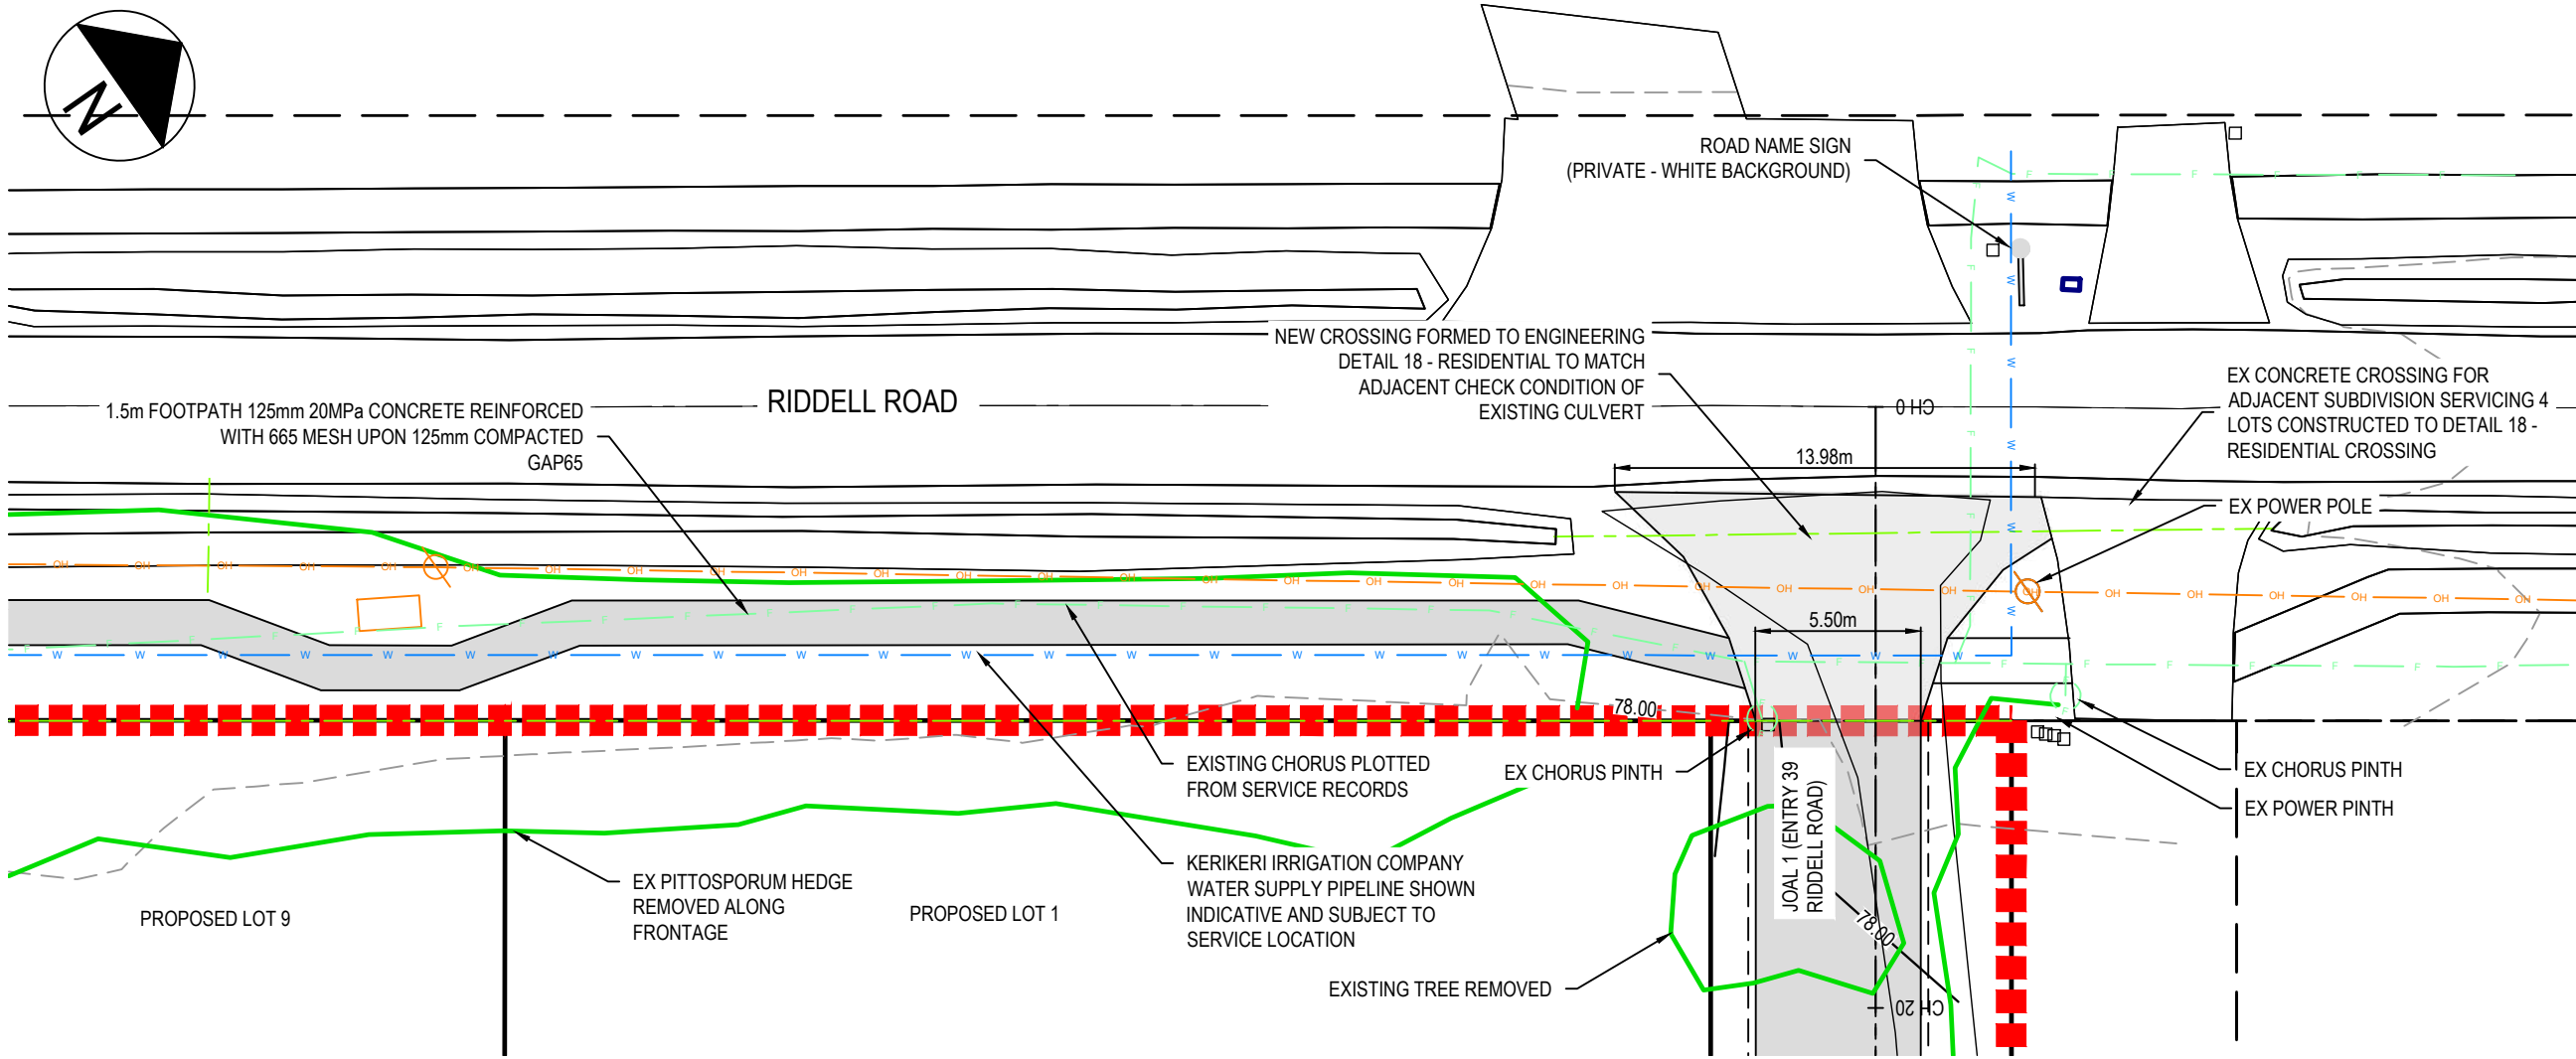 N
ROAD NAME SIGN
(PRIVATE - WHITE BACKGROUND)
NEW CROSSING FORMED TO ENGINEERING
DETAIL 18 - RESIDENTIAL TO MATCH
ADJACENT CHECK CONDITION OF
EXISTING CULVERT
RIDDELL ROAD
1.5m FOOTPATH 125mm 20MPa CONCRETE REINFORCED
WITH 665 MESH UPON 125mm COMPACTED
GAP65
CH 0
EX CONCRETE CROSSING FOR
ADJACENT SUBDIVISION SERVICING 4
LOTS CONSTRUCTED TO DETAIL 18 -
RESIDENTIAL CROSSING
13.98m
EX POWER POLE
5.50m
78.00
EXISTING CHORUS PLOTTED
FROM SERVICE RECORDS
EX CHORUS PINTH
JOAL 1 (ENTRY 39
RIDDELL ROAD)
EX CHORUS PINTH
EX POWER PINTH
KERIKERI IRRIGATION COMPANY
WATER SUPPLY PIPELINE SHOWN
INDICATIVE AND SUBJECT TO
SERVICE LOCATION
EX PITTOSPORUM HEDGE
REMOVED ALONG
FRONTAGE
PROPOSED LOT 9
PROPOSED LOT 1
78.00
EXISTING TREE REMOVED
CH 20